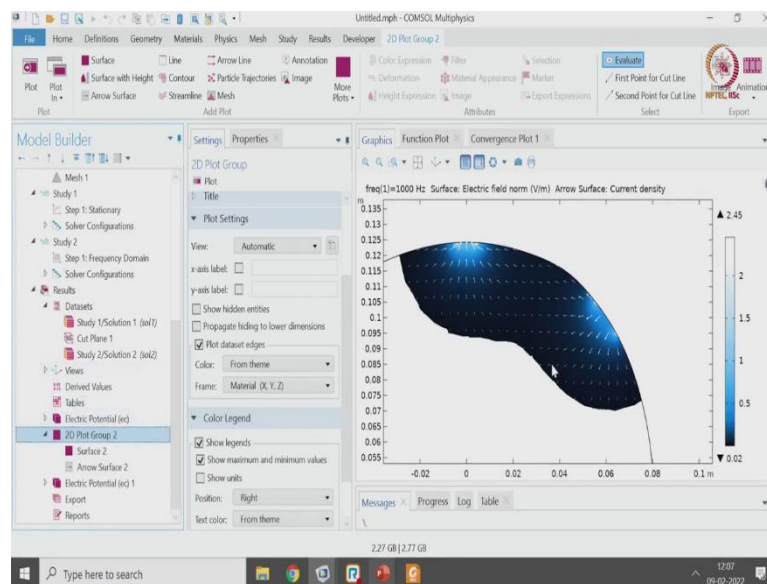 Untitled.mph - COMSOL Multiphysics
File Home Definitions Geometry Materials Physics Mesh Study Results Developer 2D Plot Group 2
Surface Line Arrow Line Annotation Color Expression Filter Selection Evaluate
Plot Plot In Surface with Height Contour Particle Trajectories Image More Plots Deformation Material Appearance Marker First Point for Cut Line Image Animation
Arrow Surface Streamline Mesh Height Expression Image Export Expressions Second Point for Cut Line NPTEL, IISc
Plot Add Plot Attributes Select Export
Model Builder
Mesh 1
Study 1
Step 1: Stationary
Solver Configurations
Study 2
Step 1: Frequency Domain
Solver Configurations
Results
Datasets
Study 1/Solution 1 (sol1)
Cut Plane 1
Study 2/Solution 2 (sol2)
Views
Derived Values
Tables
Electric Potential (ec)
2D Plot Group 2
Surface 2
Arrow Surface 2
Electric Potential (ec) 1
Export
Reports
Settings Properties
2D Plot Group
Plot
Title
Plot Settings
View: Automatic
x-axis label:
y-axis label:
Show hidden entities
Propagate hiding to lower dimensions
Plot dataset edges
Color: From theme
Frame: Material (X, Y, Z)
Color Legend
Show legends
Show maximum and minimum values
Show units
Position: Right
Text color: From theme
Graphics Function Plot Convergence Plot 1
freq(1)=1000 Hz Surface: Electric field norm (V/m) Arrow Surface: Current density
m
0.135
0.13
0.125
0.12
0.115
0.11
0.105
0.1
0.095
0.09
0.085
0.08
0.075
0.07
0.065
0.06
0.055
-0.02 0 0.02 0.04 0.06 0.08 0.1 m
▲ 2.45
2
1.5
1
0.5
▼ 0.02
Messages Progress Log Table
2.27 GB | 2.77 GB
Type here to search
12:07
09-02-2022